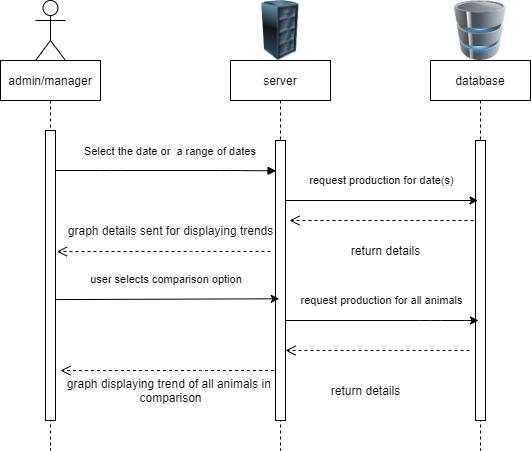 admin/manager
server
database
Select the date or a range of dates
request production for date(s)
graph details sent for displaying trends
return details
user selects comparison option
request production for all animals
graph displaying trend of all animals in
comparison
return details